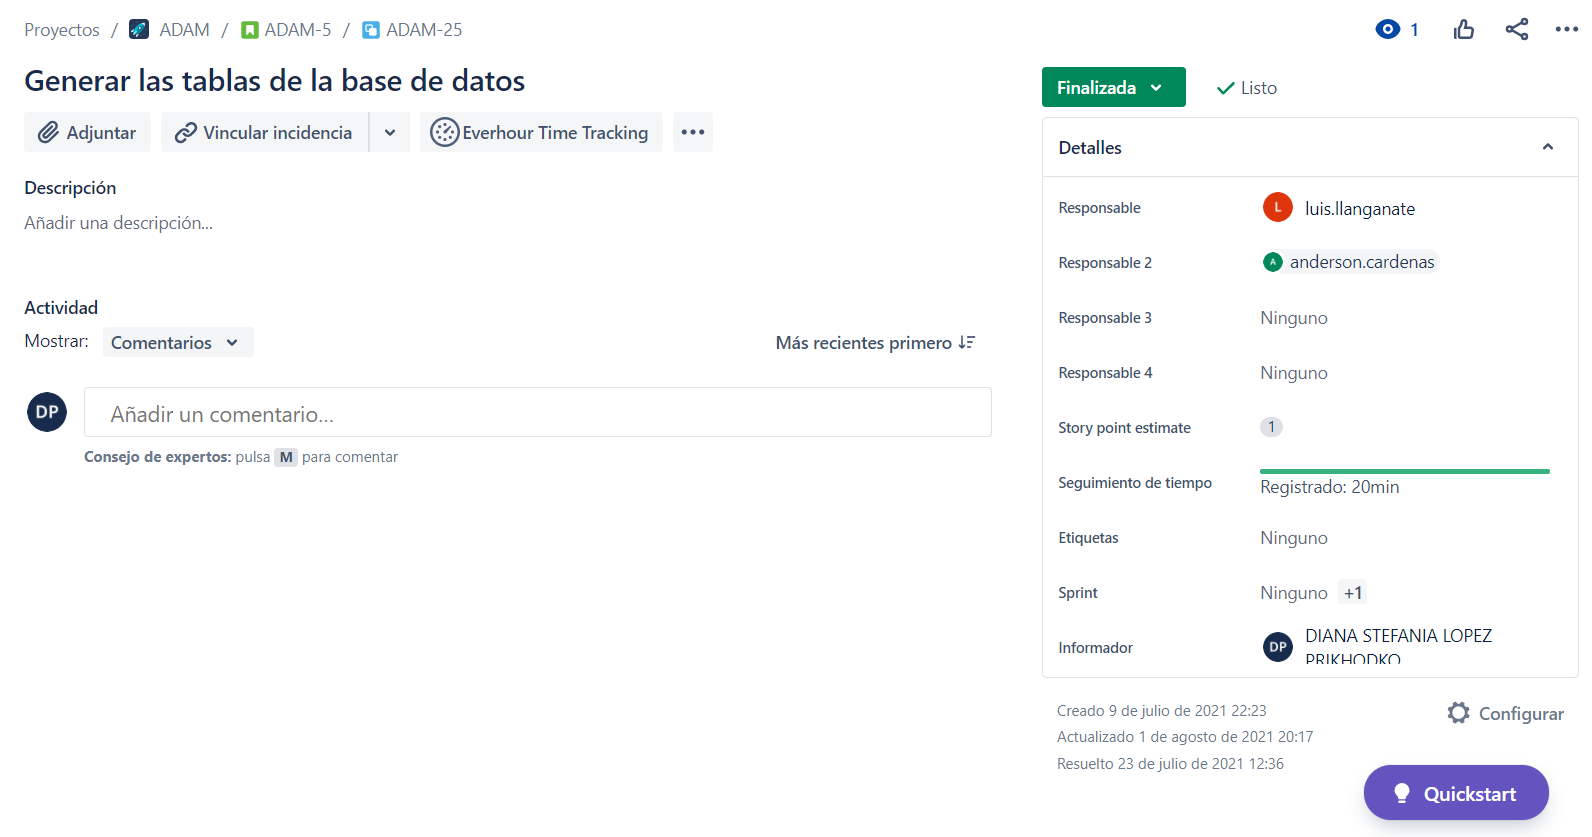 Proyectos / ADAM / ADAM-5 / ADAM-25
1
Generar las tablas de la base de datos
Adjuntar
Vincular incidencia
Everhour Time Tracking
Descripción
Añadir una descripción...
Actividad
Mostrar: Comentarios
Más recientes primero
DP
Añadir un comentario...
Consejo de expertos: pulsa M para comentar
Finalizada
Listo
Detalles
Responsable L luis.llanganate
Responsable 2 A anderson.cardenas
Responsable 3 Ninguno
Responsable 4 Ninguno
Story point estimate 1
Seguimiento de tiempo Registrado: 20min
Etiquetas Ninguno
Sprint Ninguno +1
Informador DP DIANA STEFANIA LOPEZ
PRIKHODKO
Creado 9 de julio de 2021 22:23
Configurar
Actualizado 1 de agosto de 2021 20:17
Resuelto 23 de julio de 2021 12:36
Quickstart